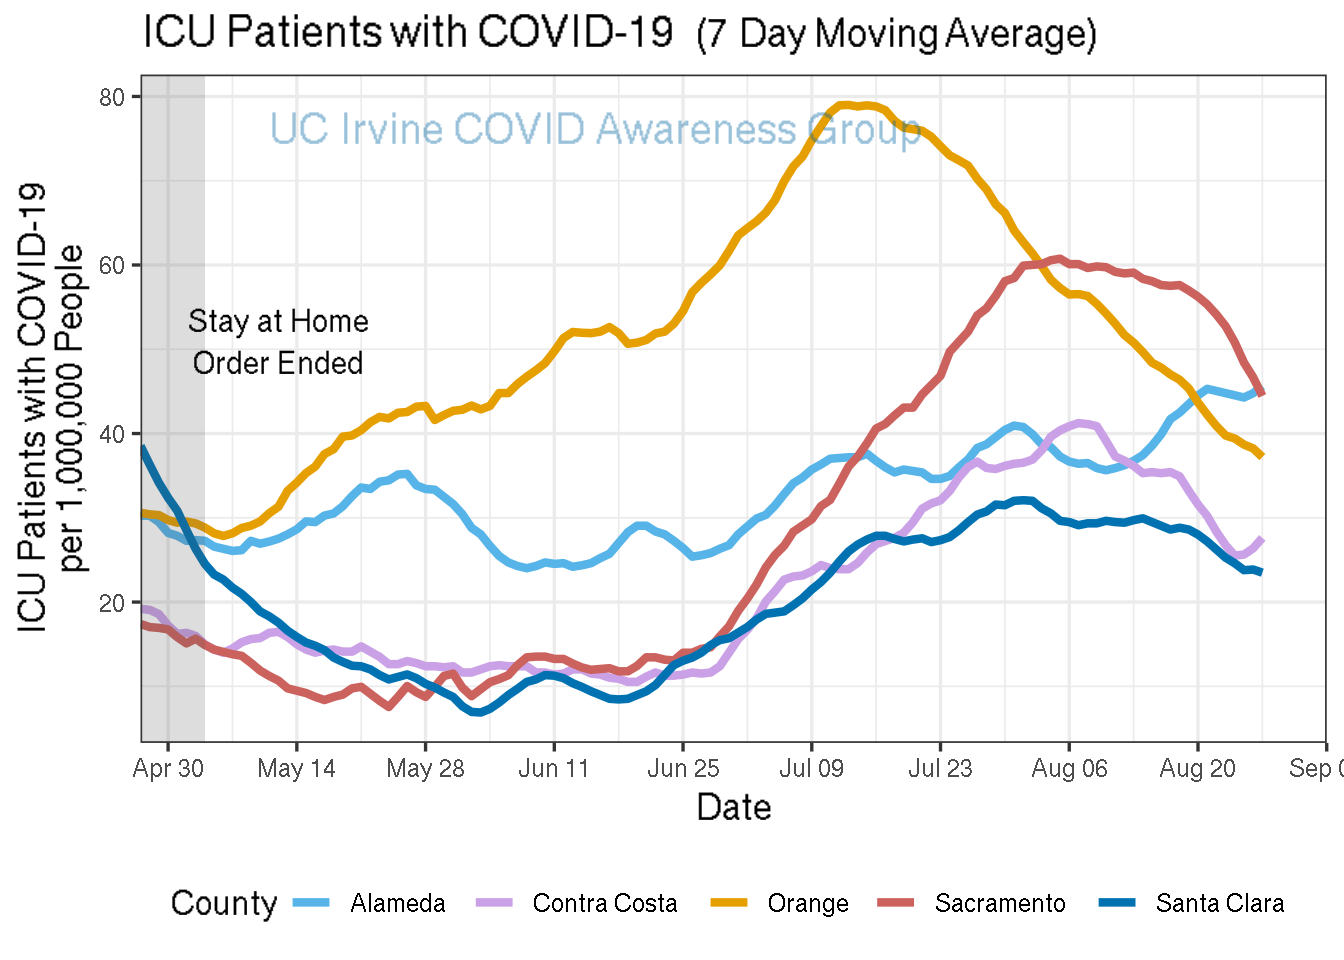 ICU Patients with COVID-19 (7 Day Moving Average)
UC Irvine COVID Awareness Group
ICU Patients with COVID-19
per 1,000,000 People
80
60
40
20
Stay at Home
Order Ended
Apr 30 May 14 May 28 Jun 11 Jun 25 Jul 09 Jul 23 Aug 06 Aug 20 Sep
Date
County Alameda Contra Costa Orange Sacramento Santa Clara